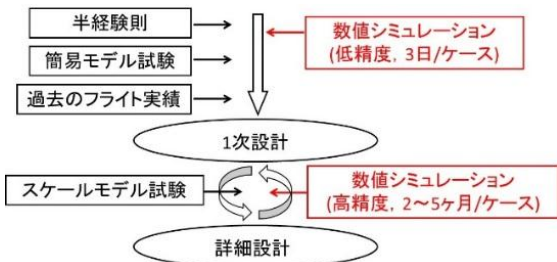 半経験則
簡易モデル試験
過去のフライト実績
数値シミュレーション
(低精度, 3日/ケース)
1次設計
スケールモデル試験
数値シミュレーション
(高精度, 2～5ヶ月/ケース)
詳細設計